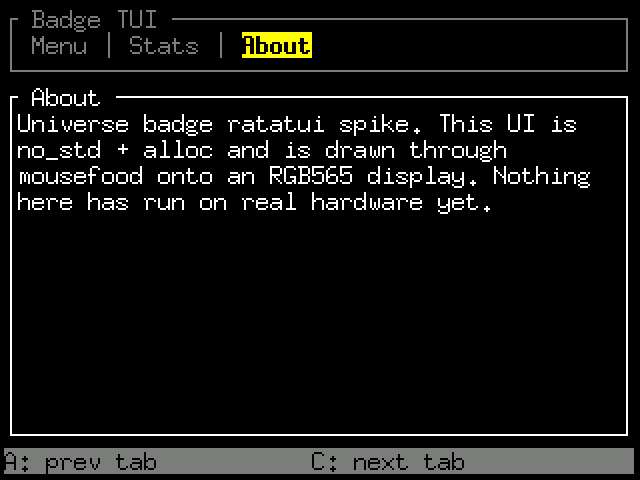 Badge TUI
Menu | Stats | About
About
Universe badge ratatui spike. This UI is
no_std + alloc and is drawn through
mousefood onto an RGB565 display. Nothing
here has run on real hardware yet.
A: prev tab C: next tab